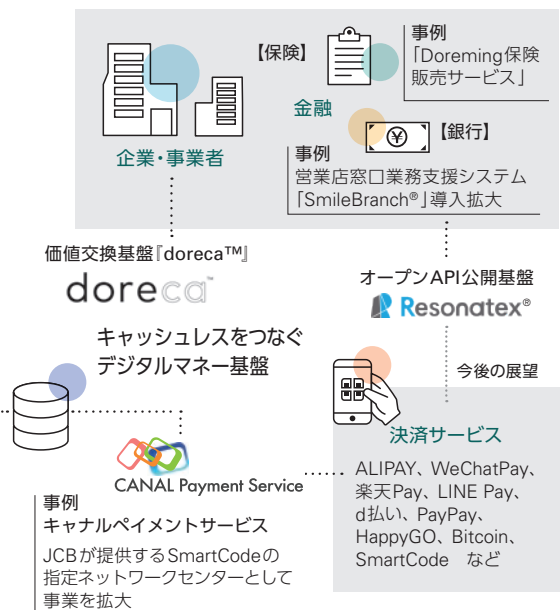 【保険】
事例
「Doreming保険
販売サービス」
金融
【銀行】
企業・事業者
事例
営業店窓口業務支援システム
「SmileBranch®」導入拡大
価値交換基盤『doreca™』
doreca™
オープンAPI公開基盤
Resonatex®
キャッシュレスをつなぐ
デジタルマネー基盤
今後の展望
決済サービス
ALIPAY、WeChatPay、
楽天Pay、LINE Pay、
d払い、PayPay、
HappyGO、Bitcoin、
SmartCode　など
CANAL Payment Service
事例
キャナルペイメントサービス
JCBが提供するSmartCodeの
指定ネットワークセンターとして
事業を拡大